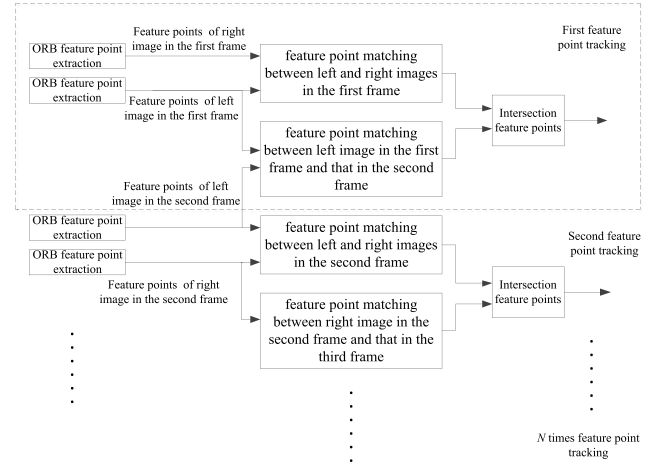 Feature points of right
image in the first frame
ORB feature point
extraction
ORB feature point
extraction
Feature points of left
image in the first frame
feature point matching
between left and right images
in the first frame
feature point matching
between left image in the first
frame and that in the second
frame
Intersection
feature points
First feature
point tracking
Feature points of left
image in the second frame
ORB feature point
extraction
ORB feature point
extraction
Feature points of right
image in the second frame
feature point matching
between left and right images
in the second frame
feature point matching
between right image in the
second frame and that in the
third frame
Intersection
feature points
Second feature
point tracking
N times feature point
tracking